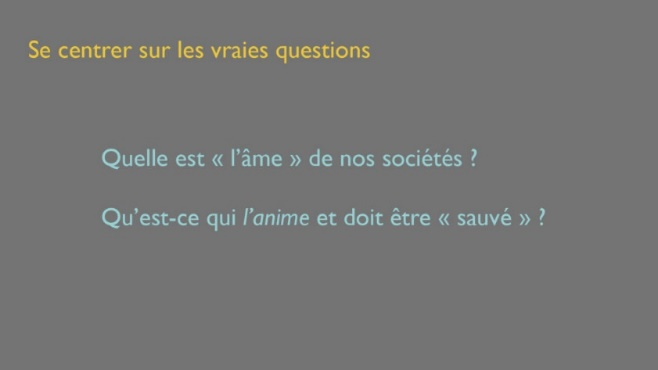 Se centrer sur les vraies questions
Quelle est « l’âme » de nos sociétés ?
Qu’est-ce qui l’anime et doit être « sauvé » ?